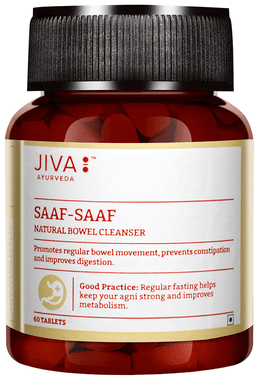 JIVA™
AYURVEDA
SAAF-SAAF
NATURAL BOWEL CLEANSER
Promotes regular bowel movement, prevents constipation
and improves digestion.
Good Practice: Regular fasting helps
keep your agni strong and improves
metabolism.
60 TABLETS